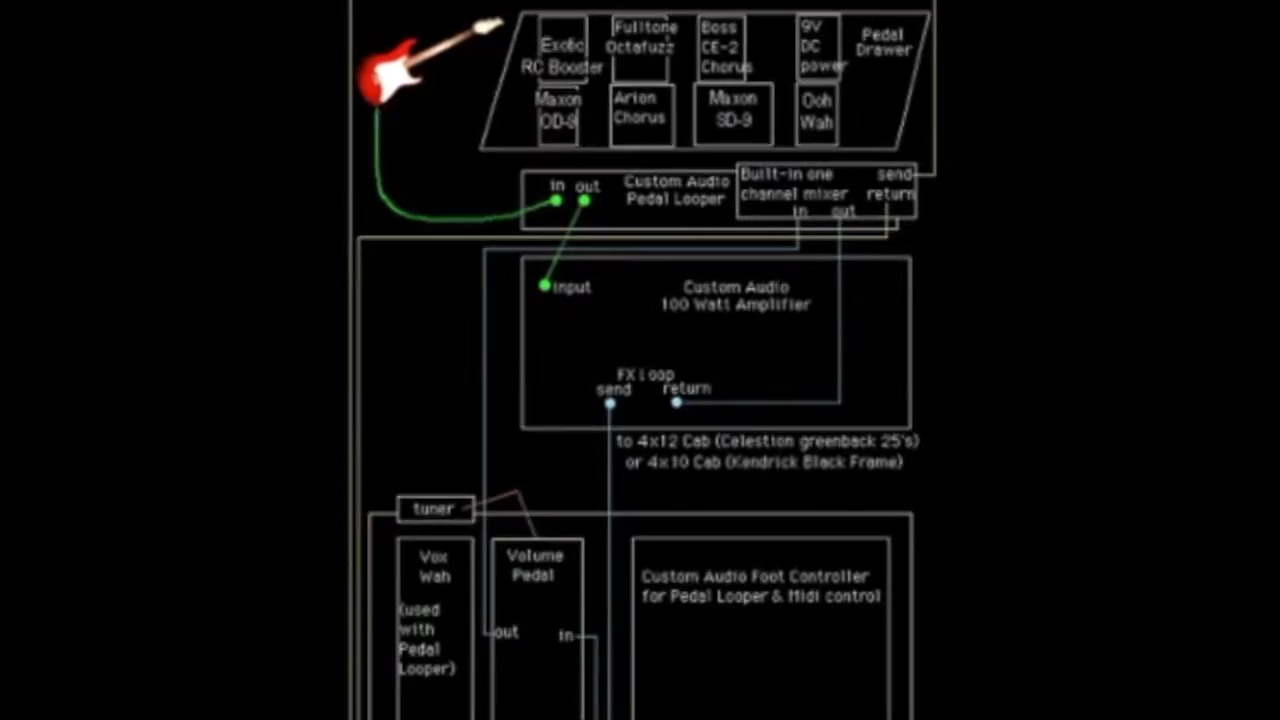 Exotic
RC Booster
Fulltone
Octafuzz
Boss
CE-2
Chorus
9V
DC
power
Pedal
Drawer
Maxon
OD-9
Arion
Chorus
Maxon
SD-9
Ooh
Wah
in out
Custom Audio
Pedal Looper
Built-in one
channel mixer
in out
send
return
input
Custom Audio
100 Watt Amplifier
FX Loop
send return
to 4x12 Cab (Celestion greenback 25's)
or 4x10 Cab (Kendrick Black Frame)
tuner
Vox
Wah
(used
with
Pedal
Looper)
Volume
Pedal
out in
Custom Audio Foot Controller
for Pedal Looper & Midi control